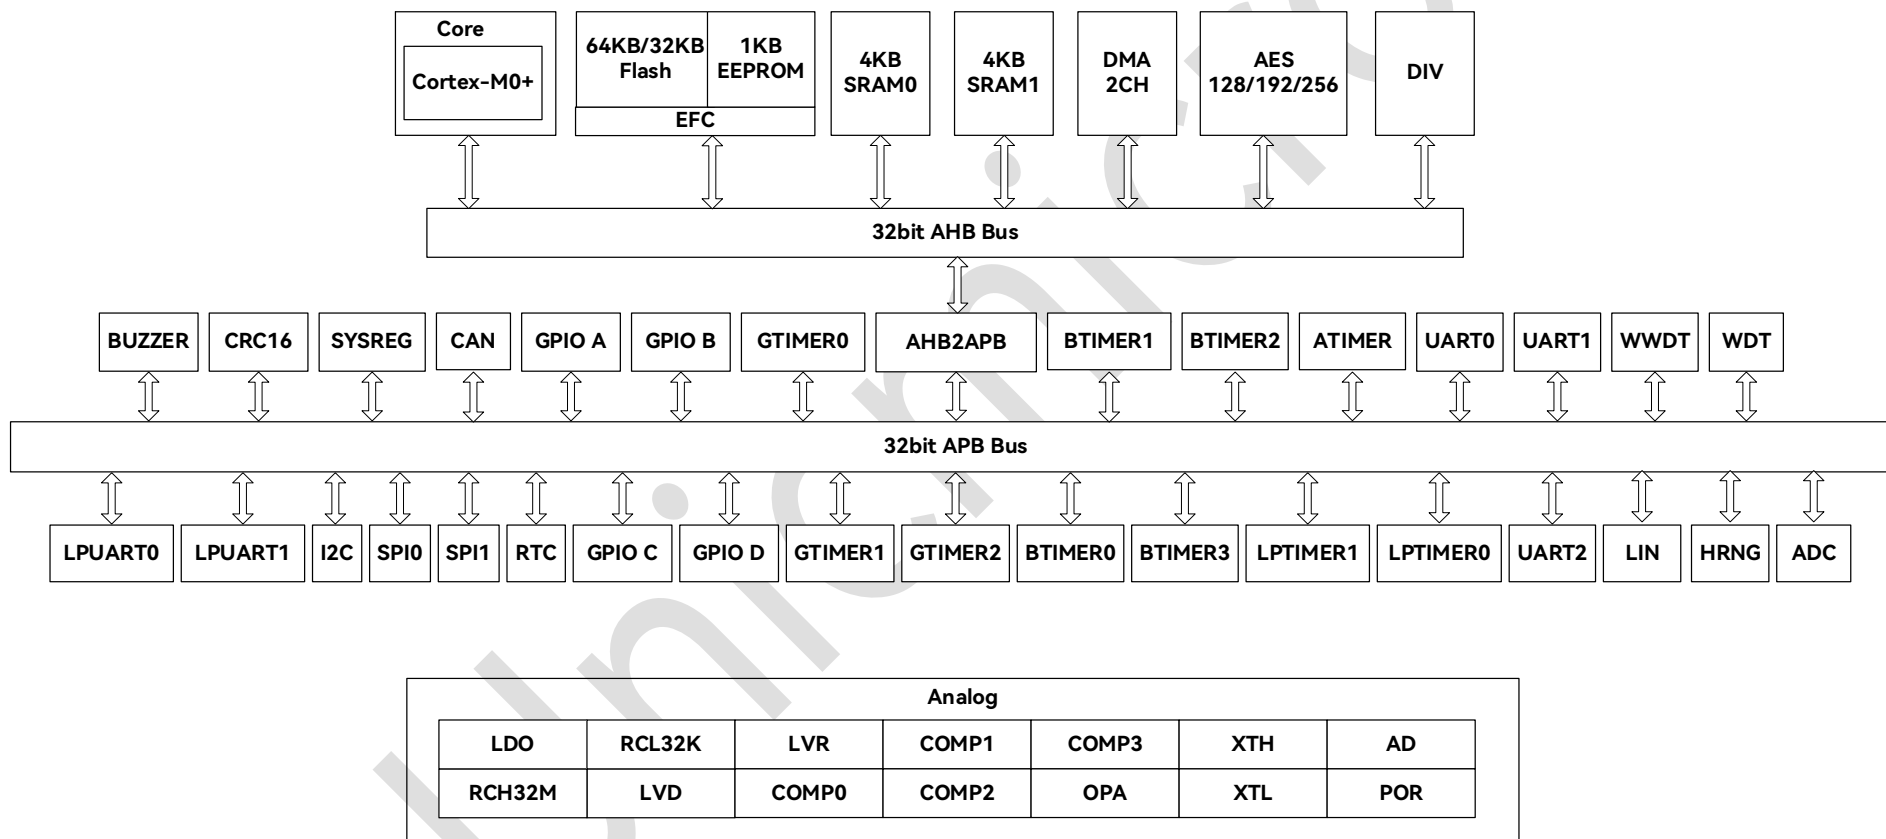 Core
Cortex-M0+
64KB/32KB
Flash
1KB
EEPROM
EFC
4KB
SRAM0
4KB
SRAM1
DMA
2CH
AES
128/192/256
DIV
32bit AHB Bus
BUZZER
CRC16
SYSREG
CAN
GPIO A
GPIO B
GTIMER0
AHB2APB
BTIMER1
BTIMER2
ATIMER
UART0
UART1
WWDT
WDT
32bit APB Bus
LPUART0
LPUART1
I2C
SPI0
SPI1
RTC
GPIO C
GPIO D
GTIMER1
GTIMER2
BTIMER0
BTIMER3
LPTIMER1
LPTIMER0
UART2
LIN
HRNG
ADC
Analog
LDO
RCL32K
LVR
COMP1
COMP3
XTH
AD
RCH32M
LVD
COMP0
COMP2
OPA
XTL
POR